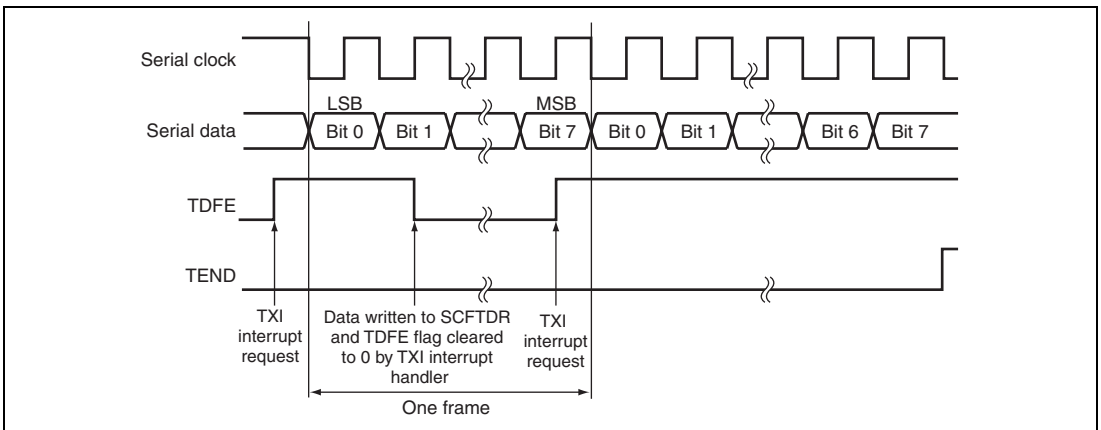 Serial clock
LSB MSB
Serial data Bit 0 Bit 1 Bit 7 Bit 0 Bit 1 Bit 6 Bit 7
TDFE
TEND
TXI
interrupt
request
Data written to SCFTDR
and TDFE flag cleared
to 0 by TXI interrupt
handler
TXI
interrupt
request
One frame